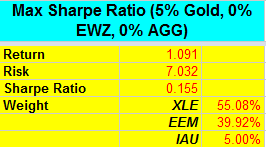 Max Sharpe Ratio (5% Gold, 0%
EWZ, 0% AGG)
Return 1.091
Risk 7.032
Sharpe Ratio 0.155
Weight XLE 55.08%
EEM 39.92%
IAU 5.00%